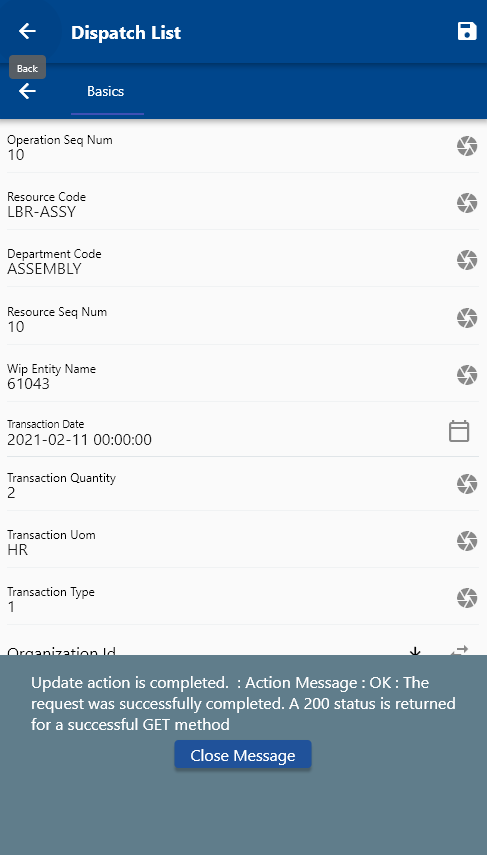 Dispatch List
Back
Basics
Operation Seq Num
10
Resource Code
LBR-ASSY
Department Code
ASSEMBLY
Resource Seq Num
10
Wip Entity Name
61043
Transaction Date
2021-02-11 00:00:00
Transaction Quantity
2
Transaction Uom
HR
Transaction Type
1
Organization Id
Update action is completed.  : Action Message : OK : The
request was successfully completed. A 200 status is returned
for a successful GET method
Close Message